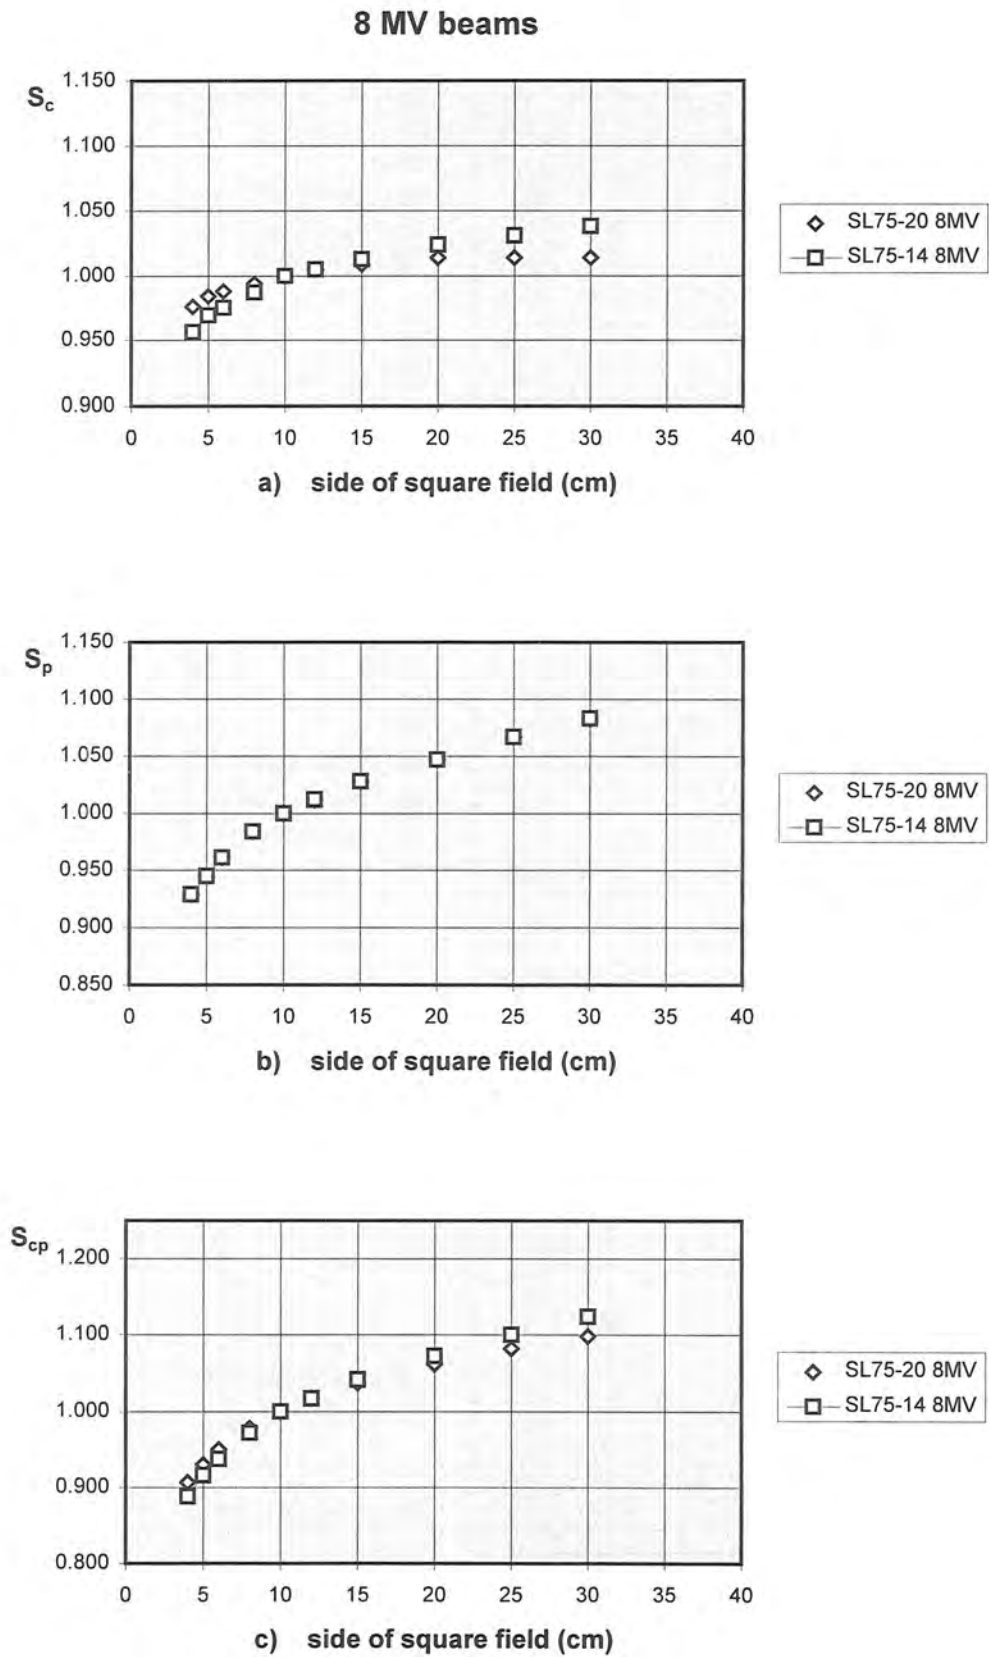 8 MV beams
Sc
1.150
1.100
1.050
1.000
0.950
0.900
0 5 10 15 20 25 30 35 40
a) side of square field (cm)
SL75-20 8MV
SL75-14 8MV
Sp
1.150
1.100
1.050
1.000
0.950
0.900
0.850
0 5 10 15 20 25 30 35 40
b) side of square field (cm)
SL75-20 8MV
SL75-14 8MV
Scp
1.200
1.100
1.000
0.900
0.800
0 5 10 15 20 25 30 35 40
c) side of square field (cm)
SL75-20 8MV
SL75-14 8MV